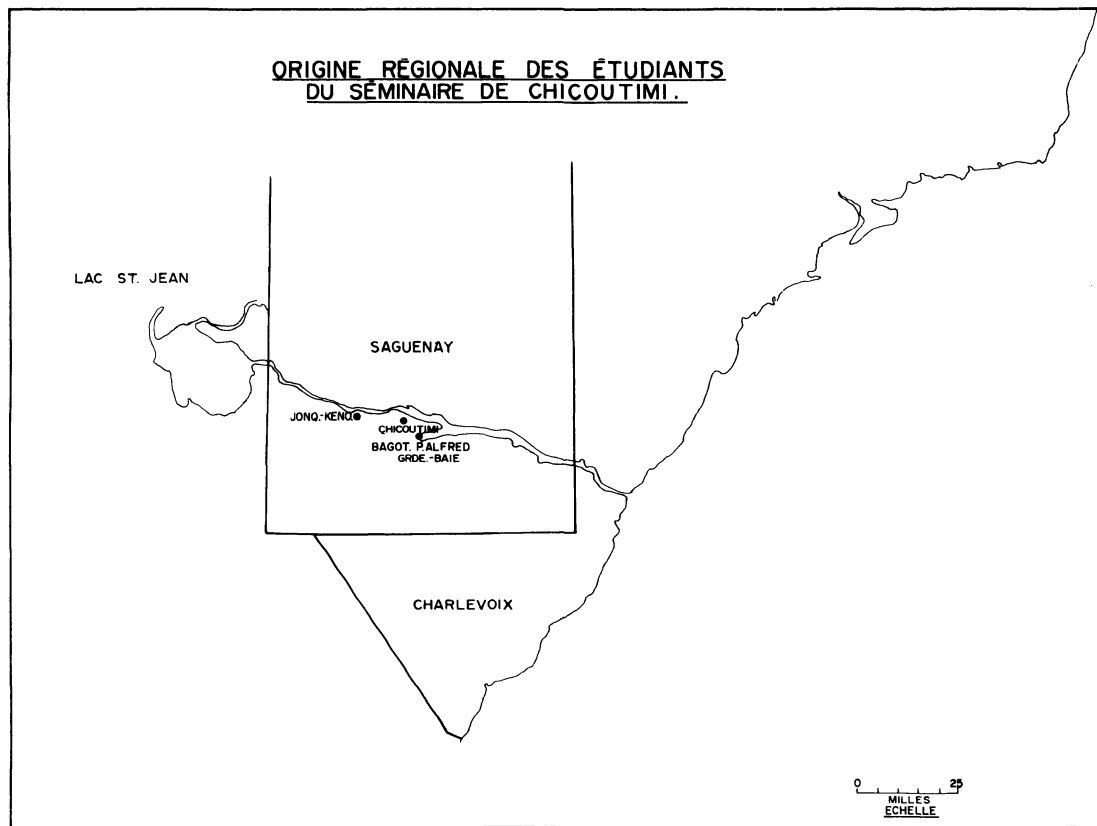 ORIGINE RÉGIONALE DES ÉTUDIANTS
DU SÉMINAIRE DE CHICOUTIMI.
LAC ST. JEAN
SAGUENAY
JONQ.-KENO.
CHICOUTIMI
BAGOT. P.ALFRED
GRDE.-BAIE
CHARLEVOIX
0 25
MILLES
ECHELLE